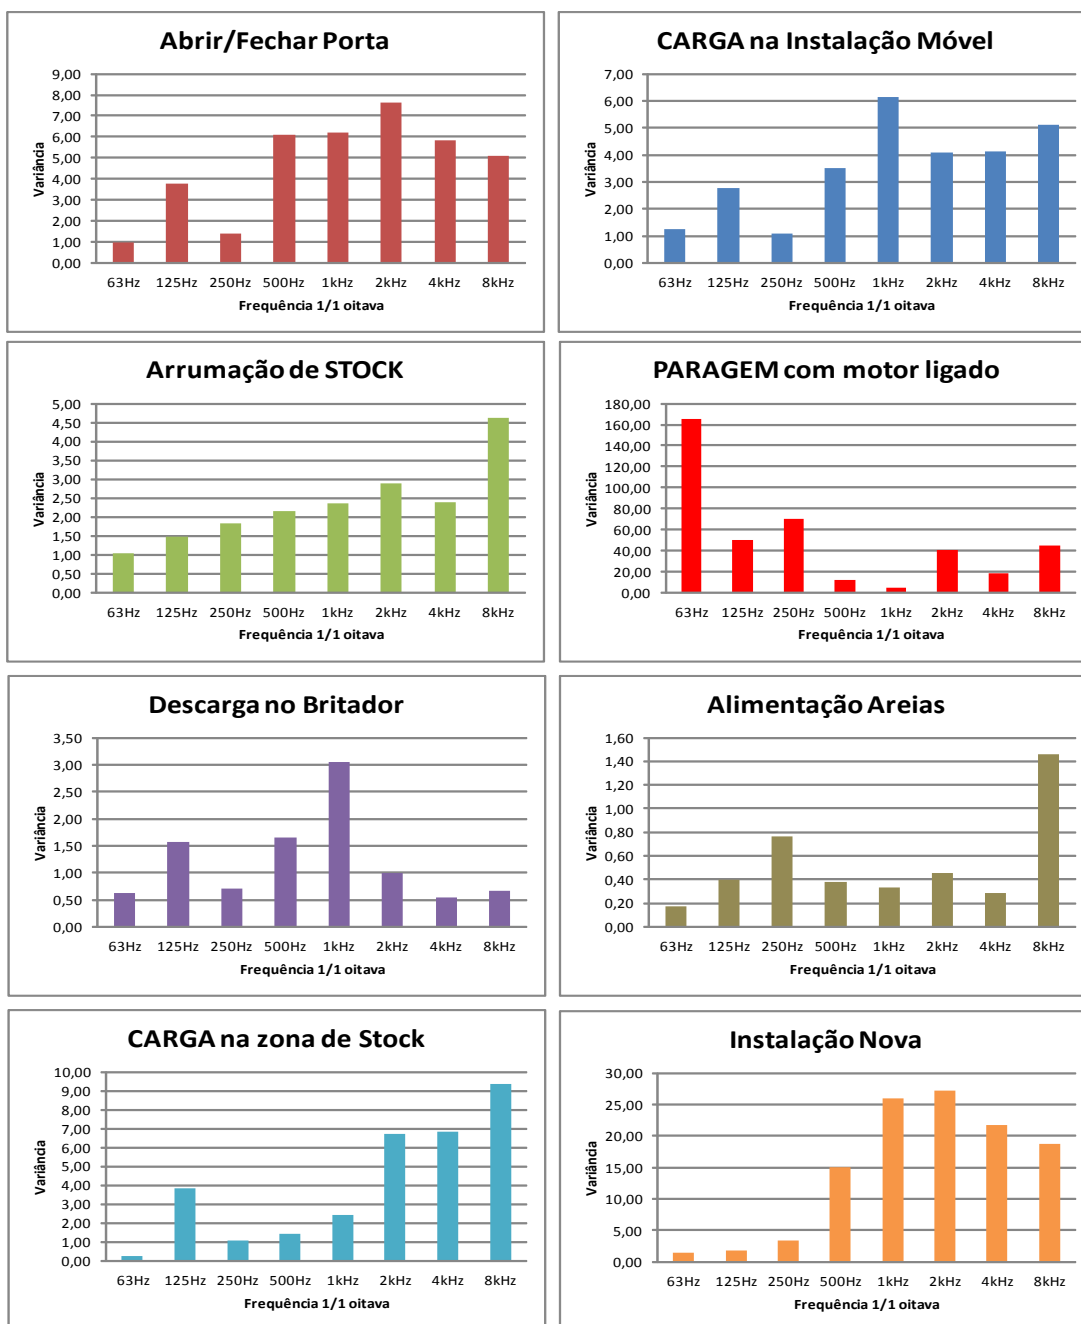 Abrir/Fechar Porta
9,00
8,00
7,00
6,00
5,00
4,00
3,00
2,00
1,00
0,00
Variância
63Hz 125Hz 250Hz 500Hz 1kHz 2kHz 4kHz 8kHz
Frequência 1/1 oitava
CARGA na Instalação Móvel
7,00
6,00
5,00
4,00
3,00
2,00
1,00
0,00
Variância
63Hz 125Hz 250Hz 500Hz 1kHz 2kHz 4kHz 8kHz
Frequência 1/1 oitava
Arrumação de STOCK
5,00
4,50
4,00
3,50
3,00
2,50
2,00
1,50
1,00
0,50
0,00
Variância
63Hz 125Hz 250Hz 500Hz 1kHz 2kHz 4kHz 8kHz
Frequência 1/1 oitava
PARAGEM com motor ligado
180,00
160,00
140,00
120,00
100,00
80,00
60,00
40,00
20,00
0,00
Variância
63Hz 125Hz 250Hz 500Hz 1kHz 2kHz 4kHz 8kHz
Frequência 1/1 oitava
Descarga no Britador
3,50
3,00
2,50
2,00
1,50
1,00
0,50
0,00
Variância
63Hz 125Hz 250Hz 500Hz 1kHz 2kHz 4kHz 8kHz
Frequência 1/1 oitava
Alimentação Areias
1,60
1,40
1,20
1,00
0,80
0,60
0,40
0,20
0,00
Variância
63Hz 125Hz 250Hz 500Hz 1kHz 2kHz 4kHz 8kHz
Frequência 1/1 oitava
CARGA na zona de Stock
10,00
9,00
8,00
7,00
6,00
5,00
4,00
3,00
2,00
1,00
0,00
Variância
63Hz 125Hz 250Hz 500Hz 1kHz 2kHz 4kHz 8kHz
Frequência 1/1 oitava
Instalação Nova
30,00
25,00
20,00
15,00
10,00
5,00
0,00
Variância
63Hz 125Hz 250Hz 500Hz 1kHz 2kHz 4kHz 8kHz
Frequência 1/1 oitava